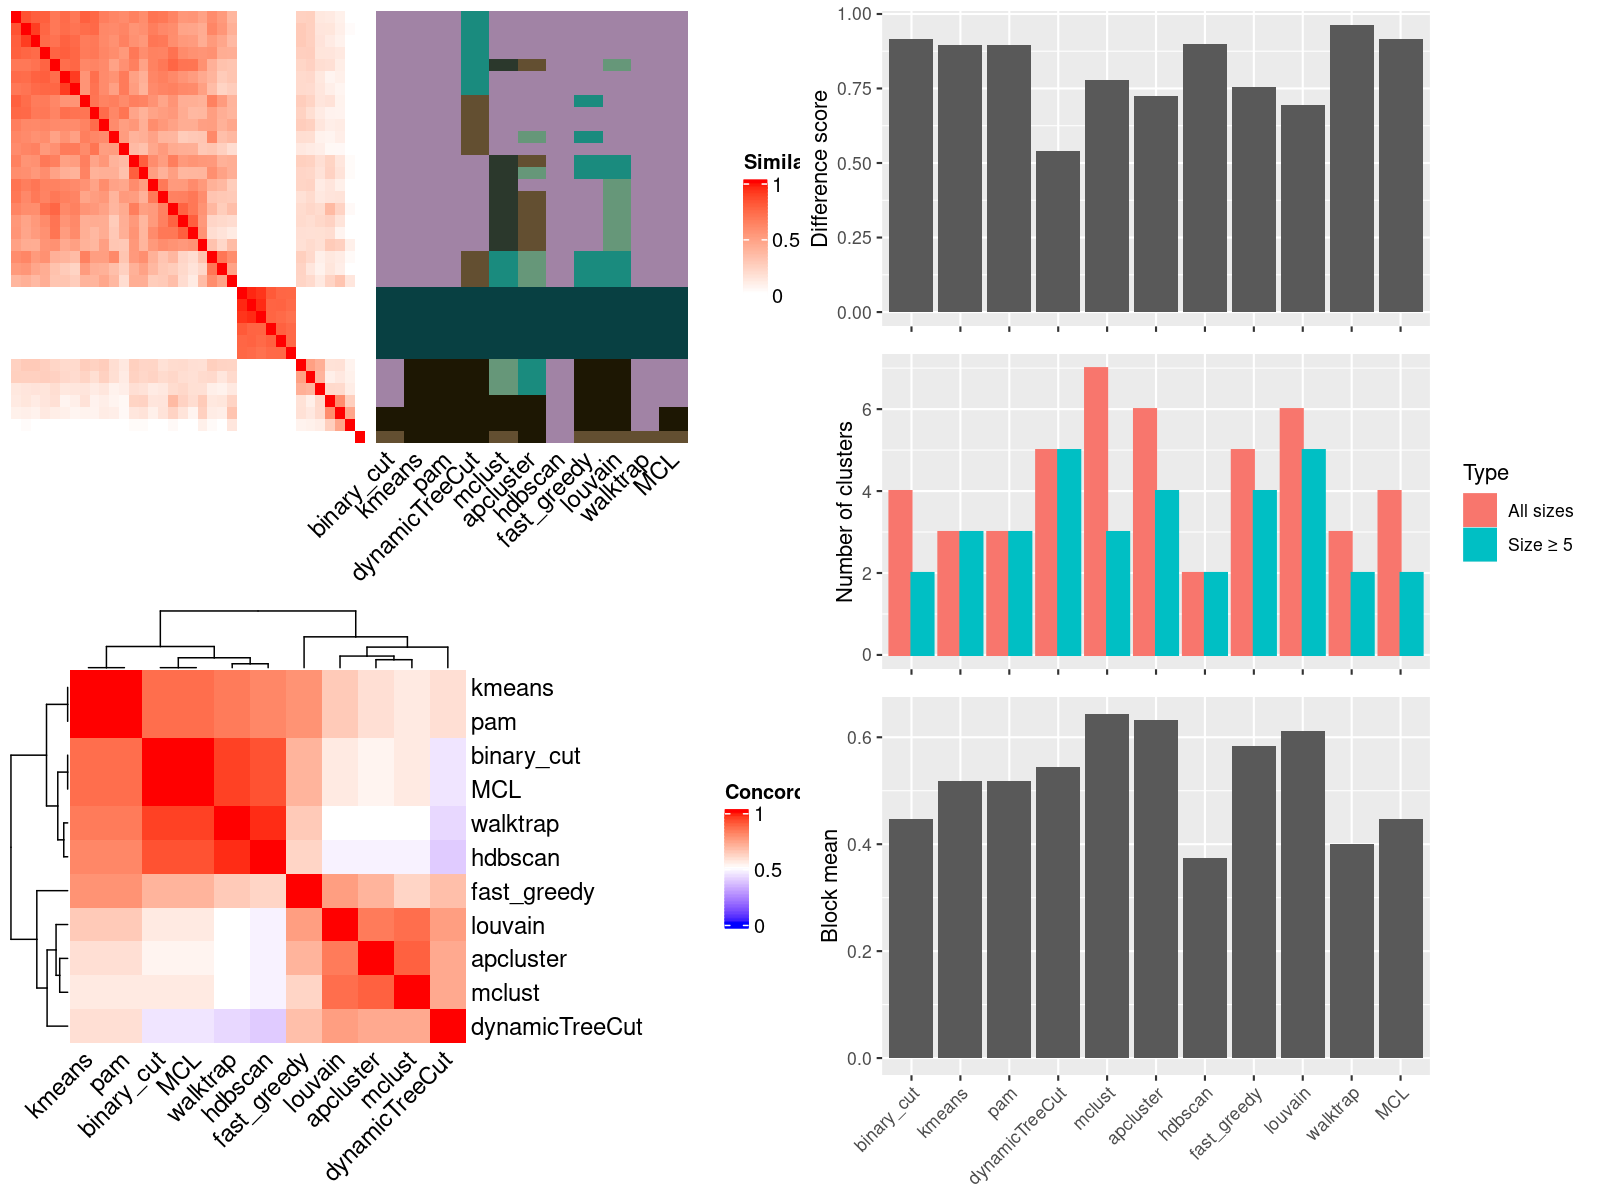 Simila
1
0.5
0
binary_cut
kmeans
pam
dynamicTreeCut
mclust
apcluster
hdbscan
fast_greedy
louvain
walktrap
MCL
kmeans
pam
binary_cut
MCL
walktrap
hdbscan
fast_greedy
louvain
apcluster
mclust
dynamicTreeCut
kmeans
pam
binary_cut
MCL
walktrap
hdbscan
fast_greedy
louvain
apcluster
mclust
dynamicTreeCut
Concord
1
0.5
0
Difference score
1.00
0.75
0.50
0.25
0.00
Number of clusters
6
4
2
0
Type
All sizes
Size ≥ 5
Block mean
0.6
0.4
0.2
0.0
binary_cut
kmeans
pam
dynamicTreeCut
mclust
apcluster
hdbscan
fast_greedy
louvain
walktrap
MCL